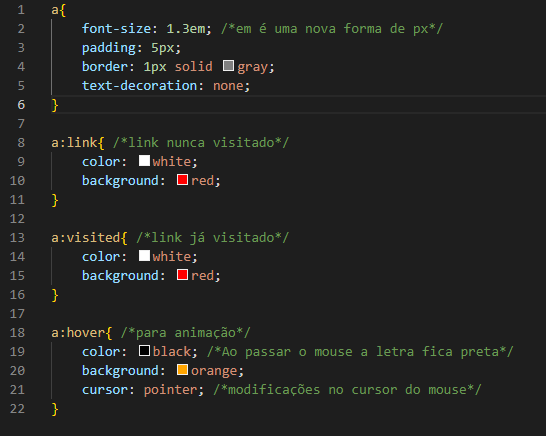 1 a{
2 font-size: 1.3em; /*em é uma nova forma de px*/
3 padding: 5px;
4 border: 1px solid gray;
5 text-decoration: none;
6 }
7
8 a:link{ /*link nunca visitado*/
9 color: white;
10 background: red;
11 }
12
13 a:visited{ /*link já visitado*/
14 color: white;
15 background: red;
16 }
17
18 a:hover{ /*para animação*/
19 color: black; /*Ao passar o mouse a letra fica preta*/
20 background: orange;
21 cursor: pointer; /*modificações no cursor do mouse*/
22 }